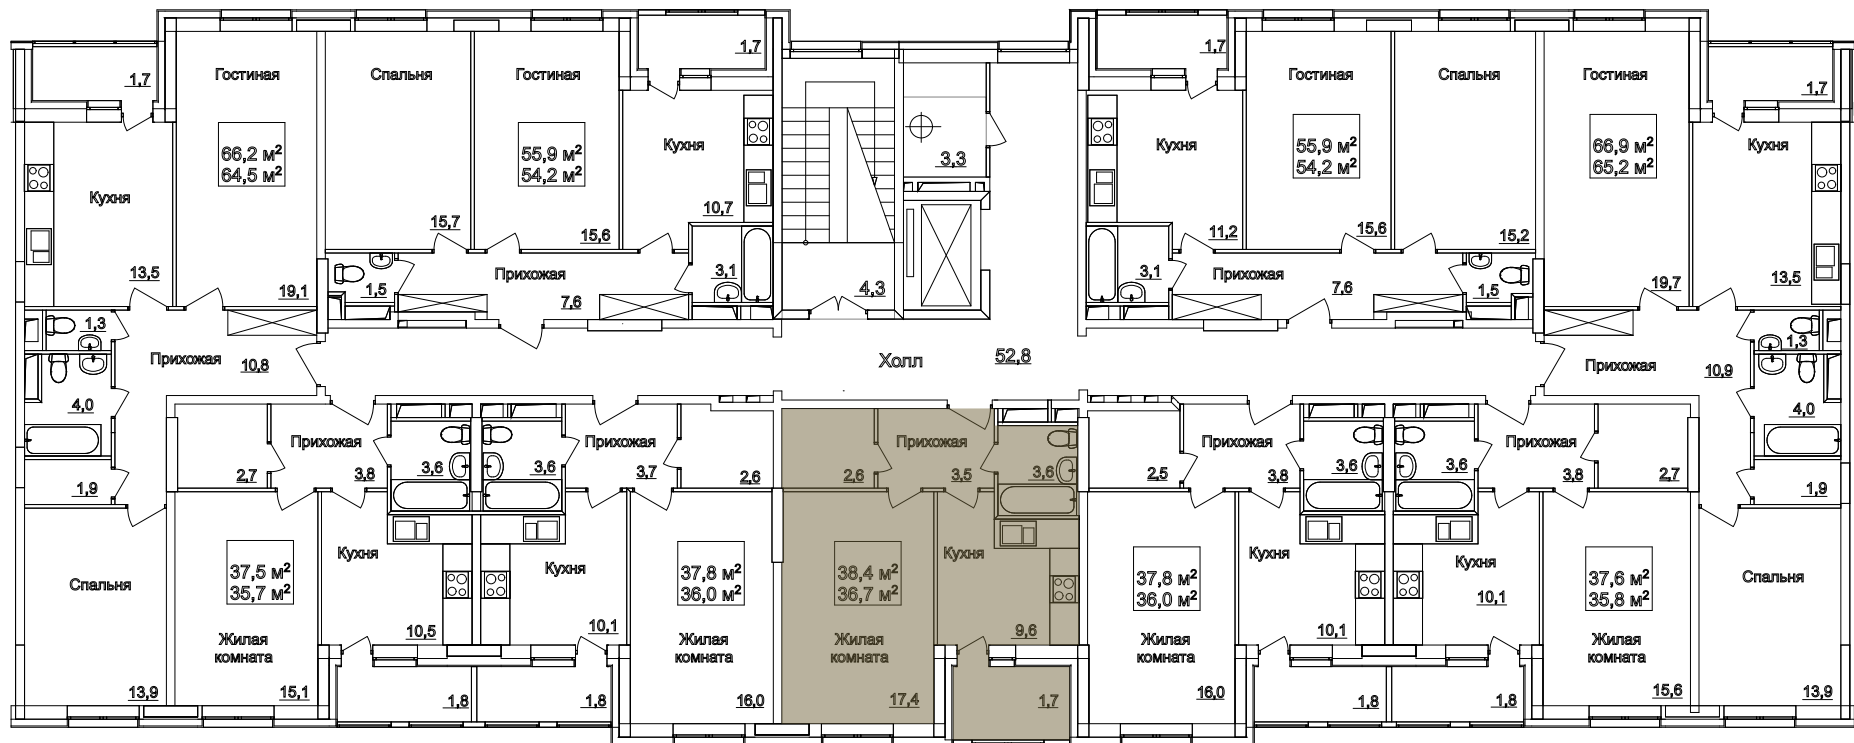 1,7
Гостиная
66,2 м²
64,5 м²
19,1
Кухня
13,5
Спальня
15,7
Гостиная
55,9 м²
54,2 м²
15,6
1,7
Кухня
10,7
1,5
Прихожая
7,6
3,1
4,3
3,3
1,7
Кухня
11,2
Гостиная
55,9 м²
54,2 м²
15,6
Спальня
15,2
Гостиная
66,9 м²
65,2 м²
19,7
1,7
Кухня
13,5
3,1
Прихожая
7,6
1,5
1,3
Прихожая
10,8
4,0
1,9
Холл
52,8
Прихожая
10,9
1,3
4,0
1,9
Спальня
13,9
2,7
Прихожая
3,8
3,6
37,5 м²
35,7 м²
Жилая
комната
15,1
Кухня
10,5
1,8
3,6
Прихожая
3,7
2,6
Кухня
10,1
1,8
37,8 м²
36,0 м²
Жилая
комната
16,0
2,6
Прихожая
3,5
3,6
38,4 м²
36,7 м²
Жилая
комната
17,4
Кухня
9,6
1,7
2,5
Прихожая
3,8
3,6
37,8 м²
36,0 м²
Жилая
комната
16,0
Кухня
10,1
1,8
3,6
Прихожая
3,8
2,7
Кухня
10,1
1,8
37,6 м²
35,8 м²
Жилая
комната
15,6
Спальня
13,9